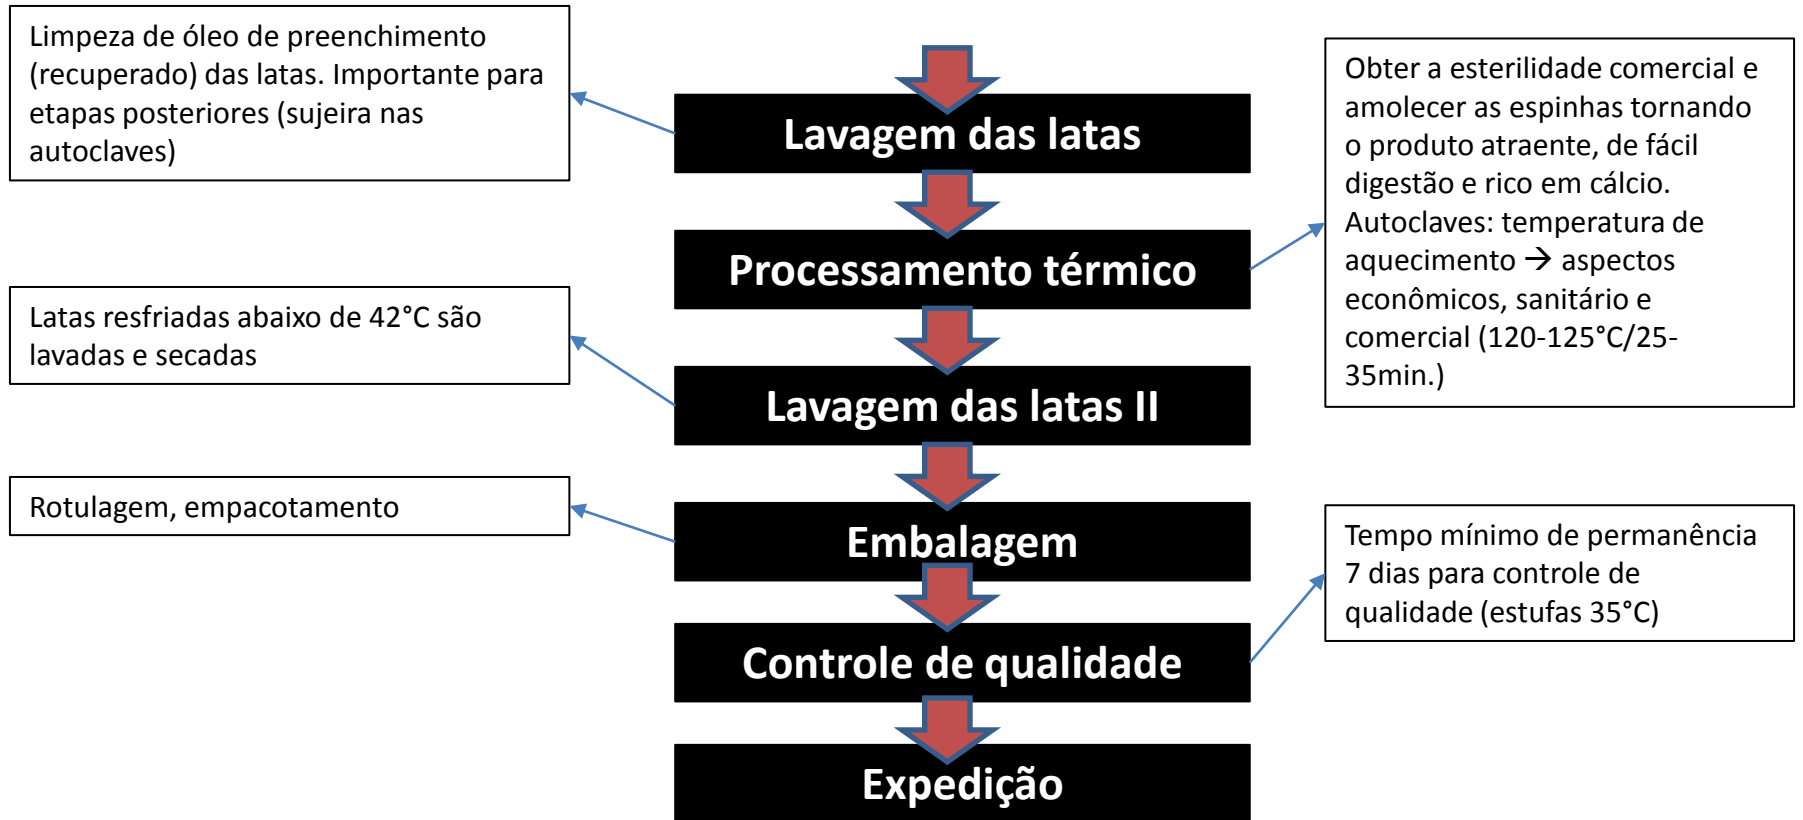 Limpeza de óleo de preenchimento
(recuperado) das latas. Importante para
etapas posteriores (sujeira nas
autoclaves)
Lavagem das latas
Obter a esterilidade comercial e
amolecer as espinhas tornando
o produto atraente, de fácil
digestão e rico em cálcio.
Autoclaves: temperatura de
aquecimento → aspectos
econômicos, sanitário e
comercial (120-125°C/25-
35min.)
Processamento térmico
Latas resfriadas abaixo de 42°C são
lavadas e secadas
Lavagem das latas II
Rotulagem, empacotamento
Embalagem
Tempo mínimo de permanência
7 dias para controle de
qualidade (estufas 35°C)
Controle de qualidade
Expedição